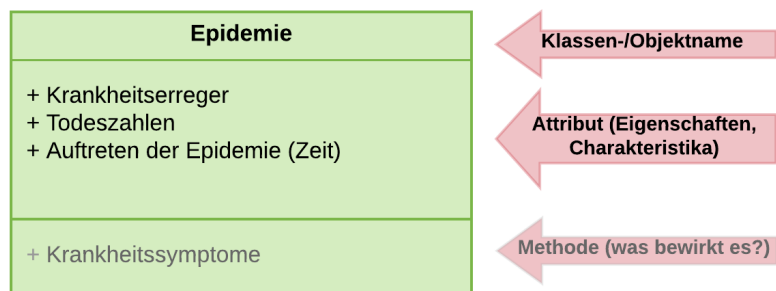 Epidemie
Klassen-/Objektname
+ Krankheitserreger
+ Todeszahlen
+ Auftreten der Epidemie (Zeit)
Attribut (Eigenschaften,
Charakteristika)
+ Krankheitssymptome
Methode (was bewirkt es?)